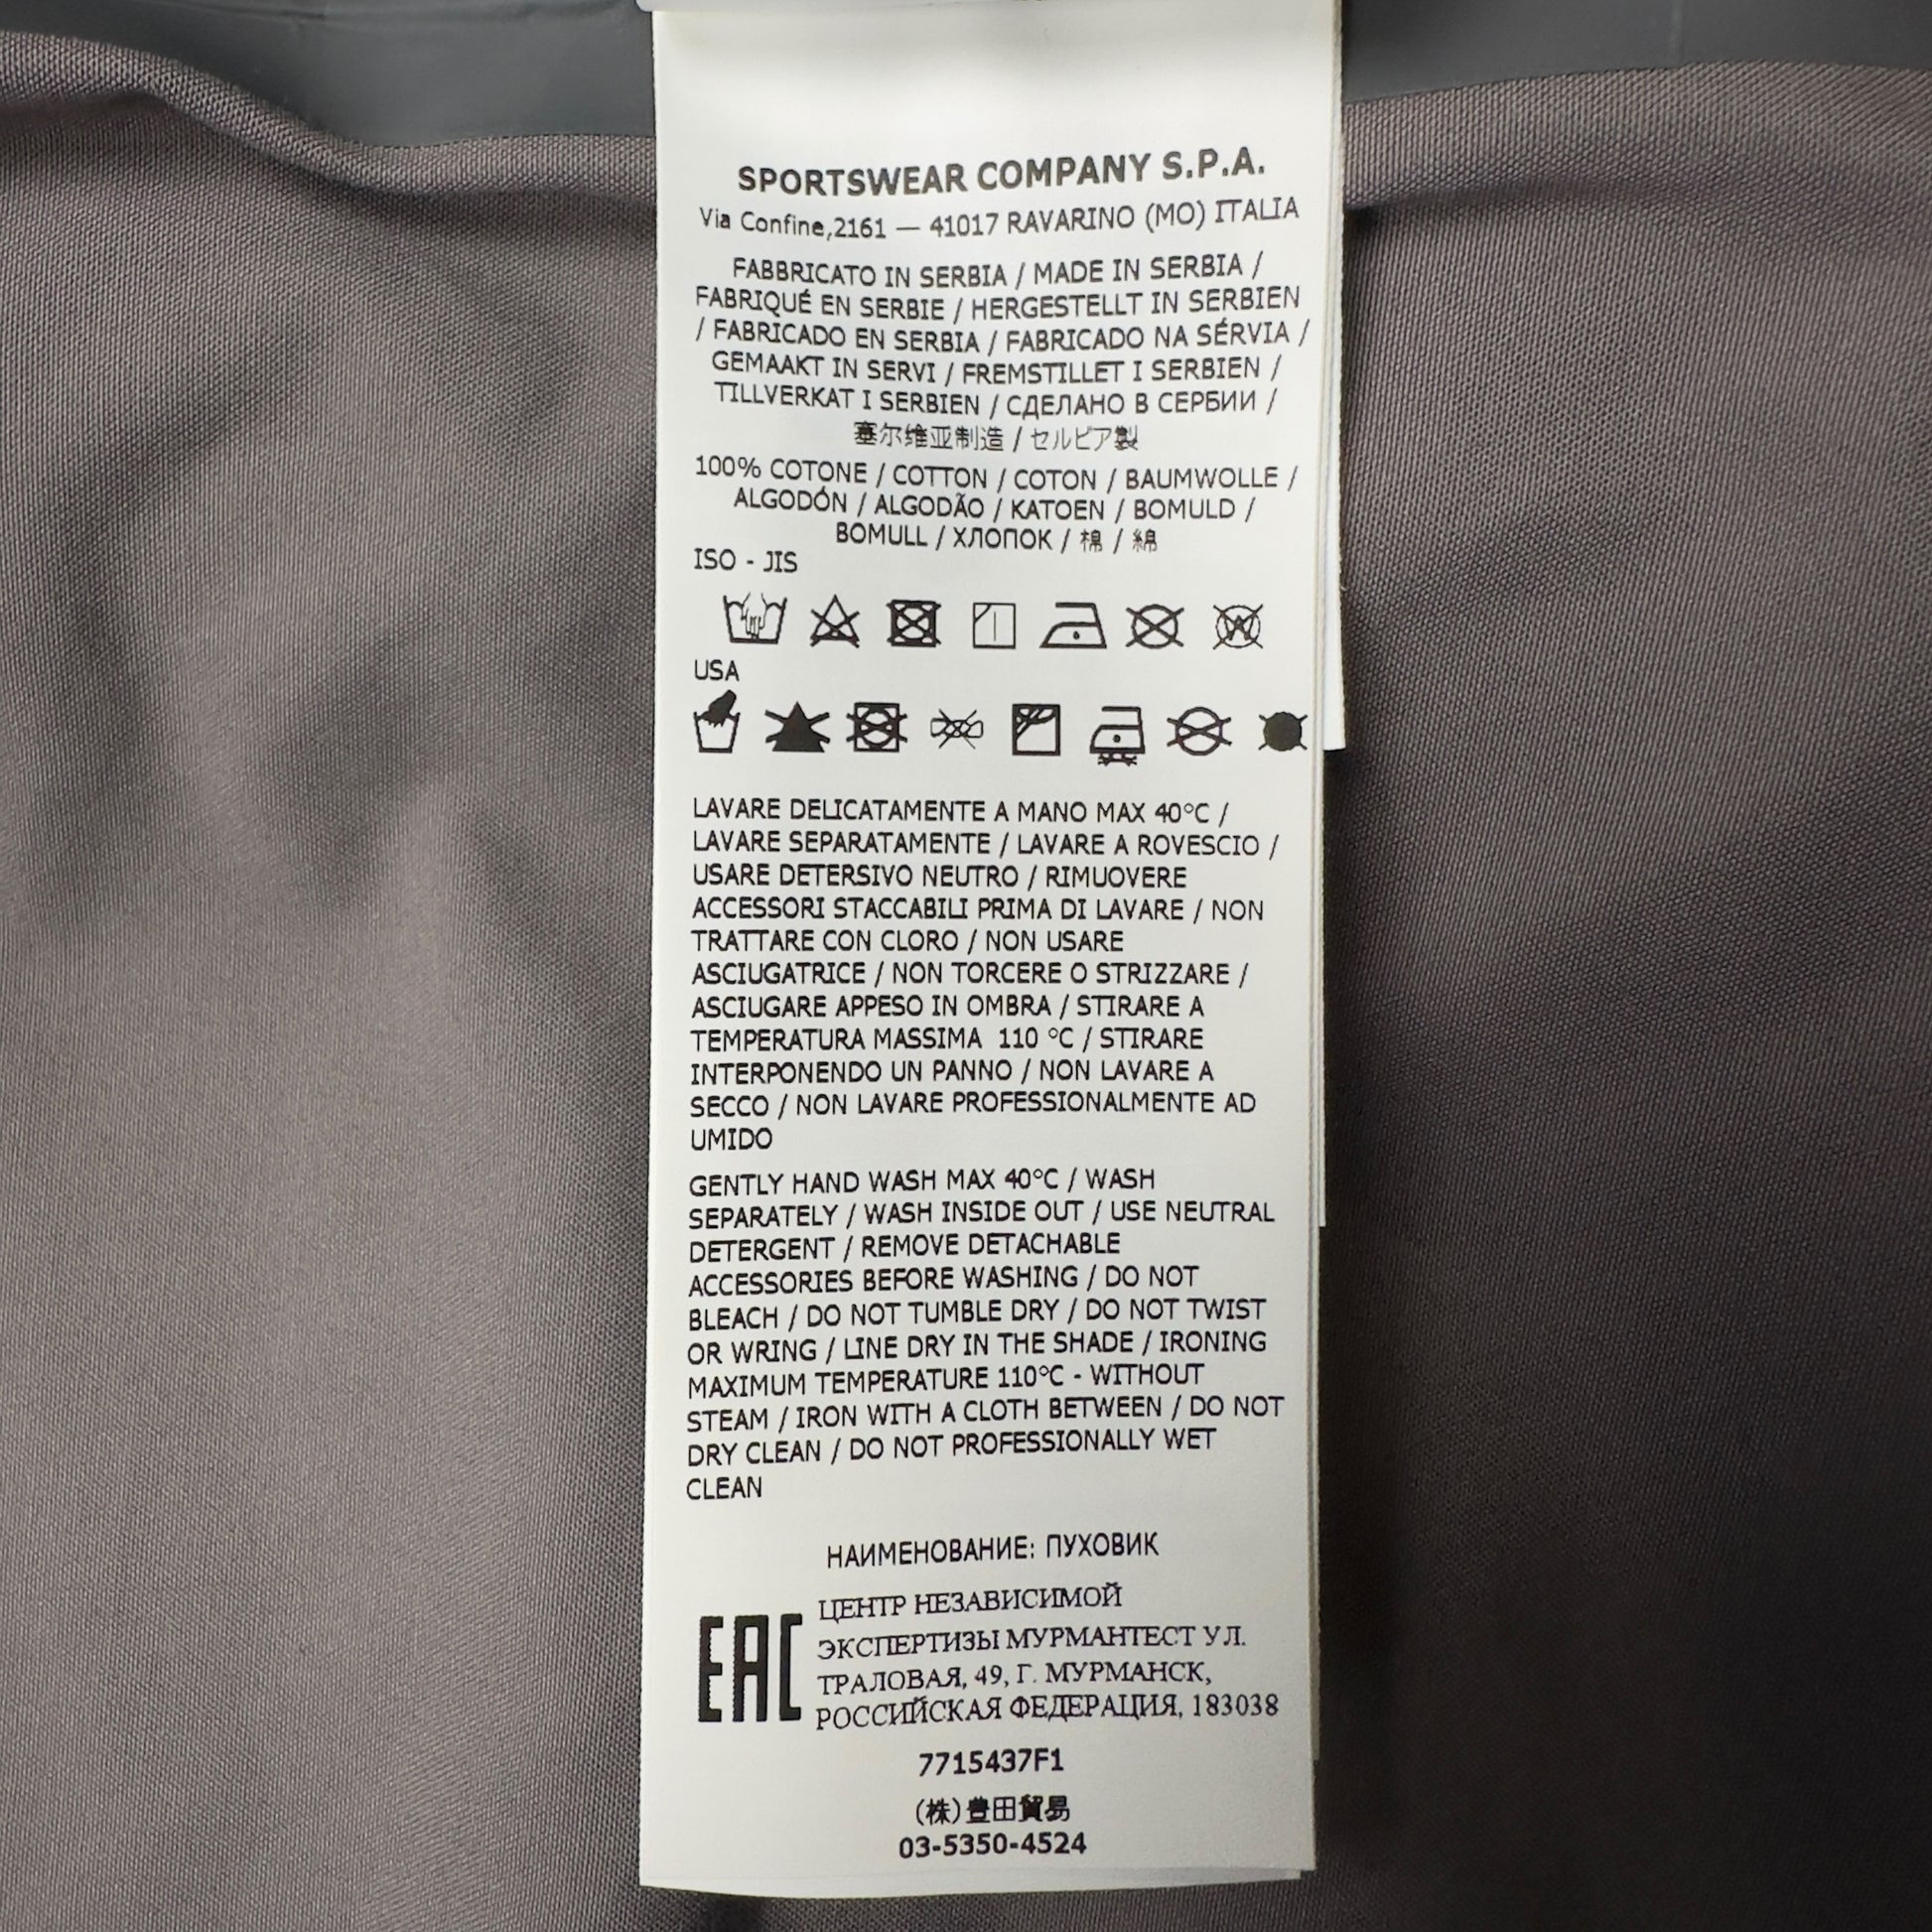 SPORTSWEAR COMPANY S.P.A.
Via Confine,2161 — 41017 RAVARINO (MO) ITALIA
FABBRICATO IN SERBIA / MADE IN SERBIA /
FABRIQUÉ EN SERBIE / HERGESTELLT IN SERBIEN
/ FABRICADO EN SERBIA / FABRICADO NA SÉRVIA /
GEMAAKT IN SERVI / FREMSTILLET I SERBIEN /
TILLVERKAT I SERBIEN / СДЕЛАНО В СЕРБИИ /
塞尔维亚制造 / セルビア製
100% COTONE / COTTON / COTON / BAUMWOLLE /
ALGODÓN / ALGODÃO / KATOEN / BOMULD /
BOMULL / ХЛОПОК / 棉 / 綿
ISO - JIS
W
USA
LAVARE DELICATAMENTE A MANO MAX 40°C /
LAVARE SEPARATAMENTE / LAVARE A ROVESCIO /
USARE DETERSIVO NEUTRO / RIMUOVERE
ACCESSORI STACCABILI PRIMA DI LAVARE / NON
TRATTARE CON CLORO / NON USARE
ASCIUGATRICE / NON TORCERE O STRIZZARE /
ASCIUGARE APPESO IN OMBRA / STIRARE A
TEMPERATURA MASSIMA  110 °C / STIRARE
INTERPONENDO UN PANNO / NON LAVARE A
SECCO / NON LAVARE PROFESSIONALMENTE AD
UMIDO
GENTLY HAND WASH MAX 40°C / WASH
SEPARATELY / WASH INSIDE OUT / USE NEUTRAL
DETERGENT / REMOVE DETACHABLE
ACCESSORIES BEFORE WASHING / DO NOT
BLEACH / DO NOT TUMBLE DRY / DO NOT TWIST
OR WRING / LINE DRY IN THE SHADE / IRONING
MAXIMUM TEMPERATURE 110°C - WITHOUT
STEAM / IRON WITH A CLOTH BETWEEN / DO NOT
DRY CLEAN / DO NOT PROFESSIONALLY WET
CLEAN
НАИМЕНОВАНИЕ: ПУХОВИК
EAC
ЦЕНТР НЕЗАВИСИМОЙ
ЭКСПЕРТИЗЫ МУРМАНТЕСТ УЛ.
ТРАЛОВАЯ, 49, Г. МУРМАНСК,
РОССИЙСКАЯ ФЕДЕРАЦИЯ, 183038
7715437F1
(株)豊田貿易
03-5350-4524